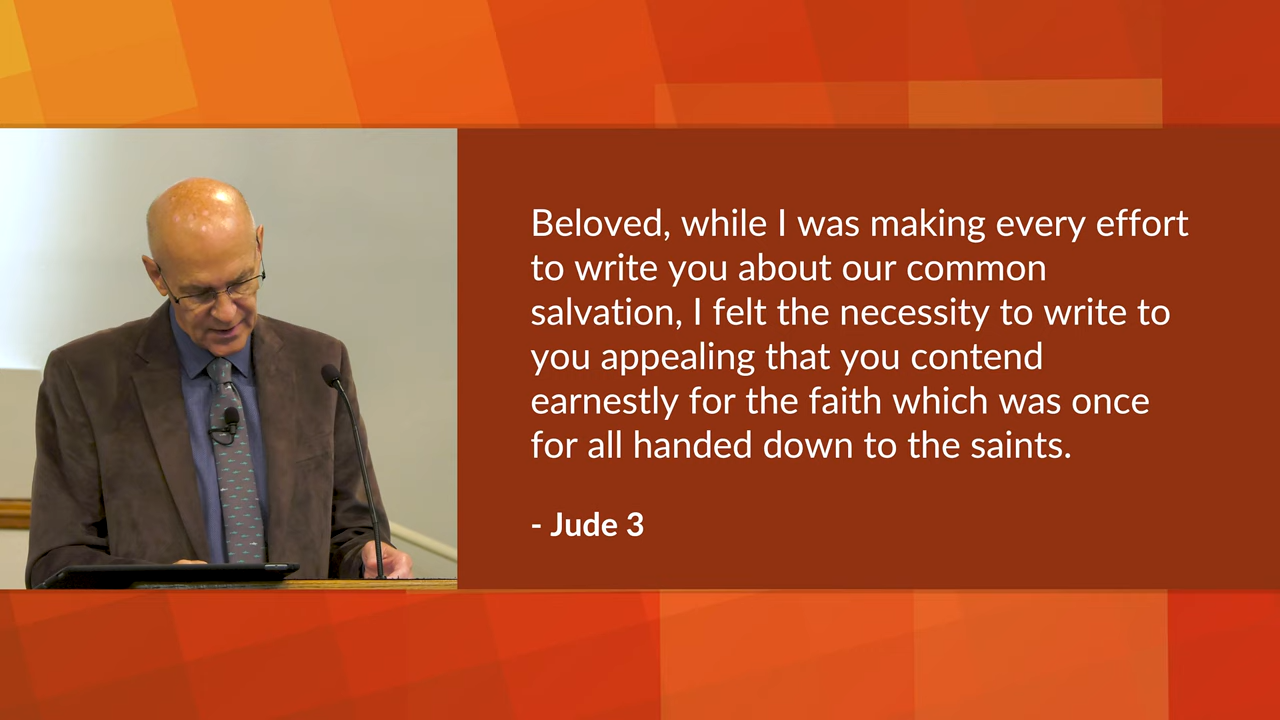 Beloved, while I was making every effort
to write you about our common
salvation, I felt the necessity to write to
you appealing that you contend
earnestly for the faith which was once
for all handed down to the saints.
- Jude 3